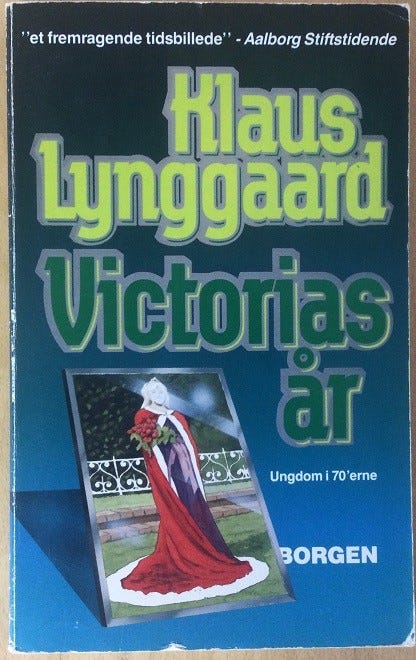 ''et fremragende tidsbillede'' - Aalborg Stiftstidende
Klaus
Lynggaard
Victorias
år
Ungdom i 70'erne
BORGEN